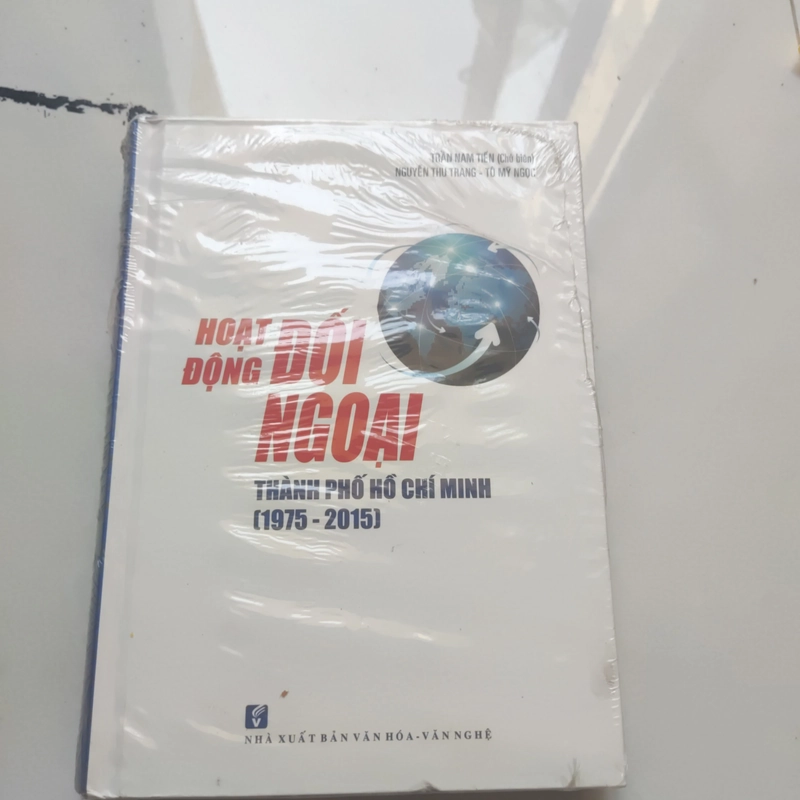 TRẦN NAM TIẾN (Chủ biên)
NGUYỄN THU TRANG - TÔ MỸ NGỌC
HOẠT ĐỘNG ĐỐI NGOẠI
THÀNH PHỐ HỒ CHÍ MINH
(1975 - 2015)
V
NHÀ XUẤT BẢN VĂN HÓA - VĂN NGHỆ